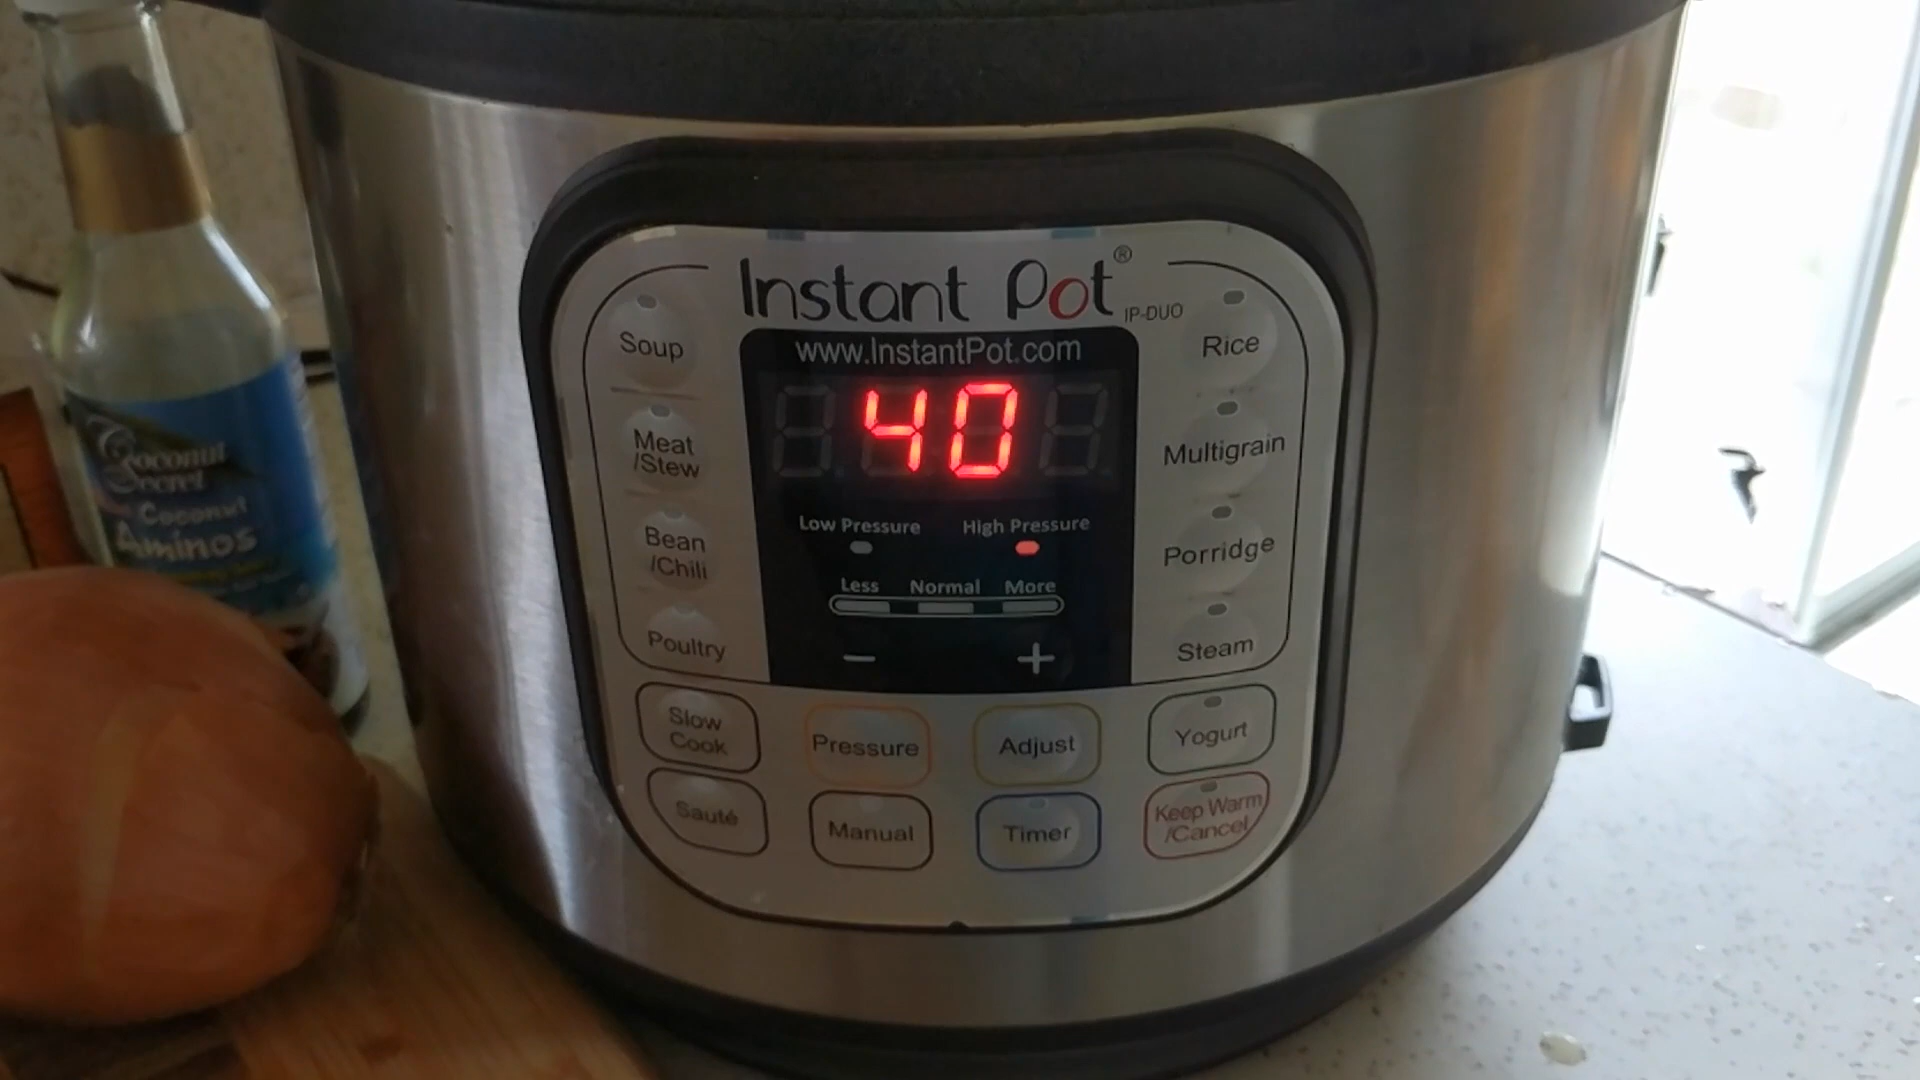 Instant Pot®
IP-DUO
www.InstantPot.com
40
Low Pressure High Pressure
Less Normal More
− +
Soup
Meat
/Stew
Bean
/Chili
Poultry
Rice
Multigrain
Porridge
Steam
Slow
Cook
Pressure
Adjust
Yogurt
Sauté
Manual
Timer
Keep Warm
/Cancel
Coconut
Secret
Coconut
Aminos